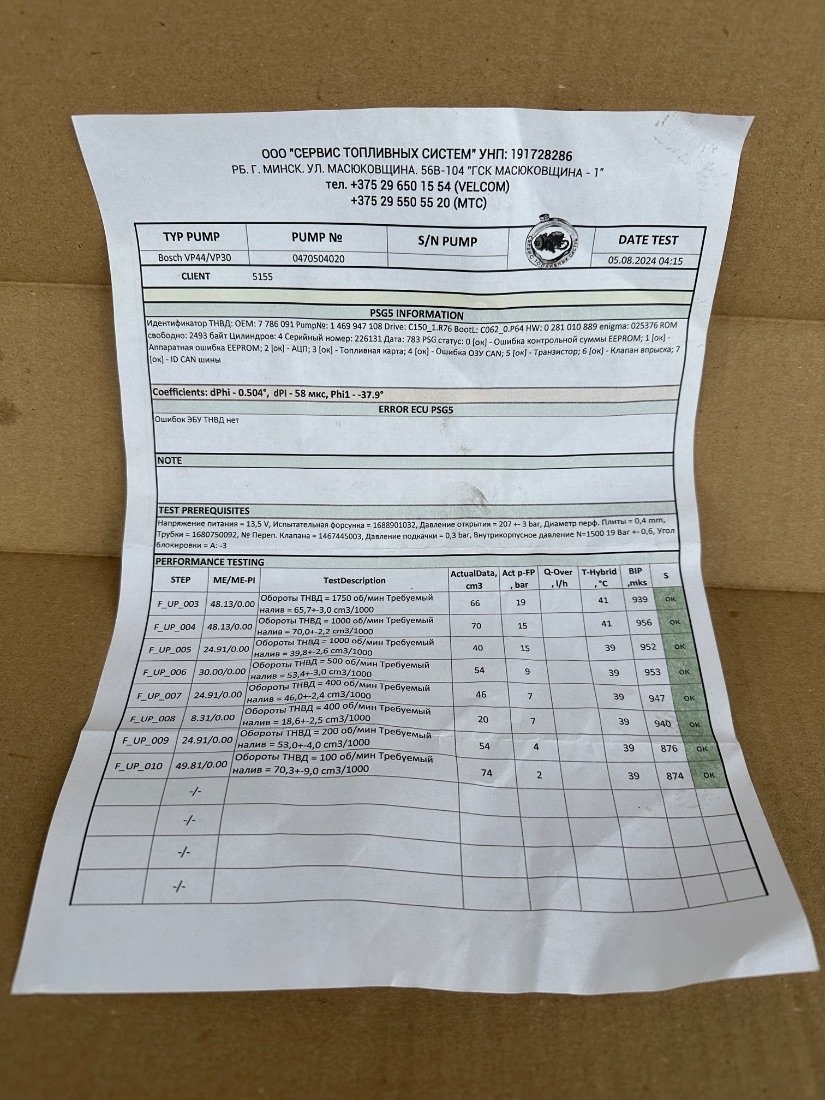 ООО "СЕРВИС ТОПЛИВНЫХ СИСТЕМ" УНП: 191728286
РБ. Г. МИНСК. УЛ. МАСЮКОВЩИНА. 56В-104 "ГСК МАСЮКОВЩИНА - 1"
тел. +375 29 650 15 54 (VELCOM)
+375 29 550 55 20 (МТС)
TYP PUMP PUMP № S/N PUMP DATE TEST
Bosch VP44/VP30 0470504020 05.08.2024 04:15
CLIENT 5155
PSG5 INFORMATION
Идентификатор ТНВД: OEM: 7 786 091 Pump№: 1 469 947 108 Drive: C150_1.R76 BootL: C062_0.P64 HW: 0 281 010 889 enigma: 025376 ROM
свободно: 2493 байт Цилиндров: 4 Серийный номер: 226131 Дата: 783 PSG статус: 0 [ок] - Ошибка контрольной суммы EEPROM; 1 [ок] -
Аппаратная ошибка EEPROM; 2 [ок] - АЦП; 3 [ок] - Топливная карта; 4 [ок] - Ошибка ОЗУ CAN; 5 [ок] - Транзистор; 6 [ок] - Клапан впрыска; 7
[ок] - ID CAN шины
Coefficients: dPhi - 0.504°, dPI - 58 мкс, Phi1 - -37.9°
ERROR ECU PSG5
Ошибок ЭБУ ТНВД нет
NOTE
TEST PREREQUISITES
Напряжение питания = 13,5 V, Испытательная форсунка = 1688901032, Давление открытия = 207 +- 3 bar, Диаметр перф. Плиты = 0,4 mm,
Трубки = 1680750092, № Переп. Клапана = 1467445003, Давление подкачки = 0,3 bar, Внутрикорпусное давление N=1500 19 Bar +- 0,6, Угол
блокировки = A: -3
PERFORMANCE TESTING
STEP ME/ME-PI TestDescription ActualData, cm3 Act p-FP , bar Q-Over , l/h T-Hybrid , °C BIP ,mks S
F_UP_003 48.13/0.00 Обороты ТНВД = 1750 об/мин Требуемый налив = 65,7+-3,0 cm3/1000 66 19 41 939 OK
F_UP_004 48.13/0.00 Обороты ТНВД = 1000 об/мин Требуемый налив = 70,0+-2,2 cm3/1000 70 15 41 956 OK
F_UP_005 24.91/0.00 Обороты ТНВД = 1000 об/мин Требуемый налив = 39,8+-2,6 cm3/1000 40 15 39 952 OK
F_UP_006 30.00/0.00 Обороты ТНВД = 500 об/мин Требуемый налив = 53,4+-3,0 cm3/1000 54 9 39 953 OK
F_UP_007 24.91/0.00 Обороты ТНВД = 400 об/мин Требуемый налив = 46,0+-2,4 cm3/1000 46 7 39 947 OK
F_UP_008 8.31/0.00 Обороты ТНВД = 400 об/мин Требуемый налив = 18,6+-2,5 cm3/1000 20 7 39 940 OK
F_UP_009 24.91/0.00 Обороты ТНВД = 200 об/мин Требуемый налив = 53,0+-4,0 cm3/1000 54 4 39 876 OK
F_UP_010 49.81/0.00 Обороты ТНВД = 100 об/мин Требуемый налив = 70,3+-9,0 cm3/1000 74 2 39 874 OK
-/-
-/-
-/-
-/-